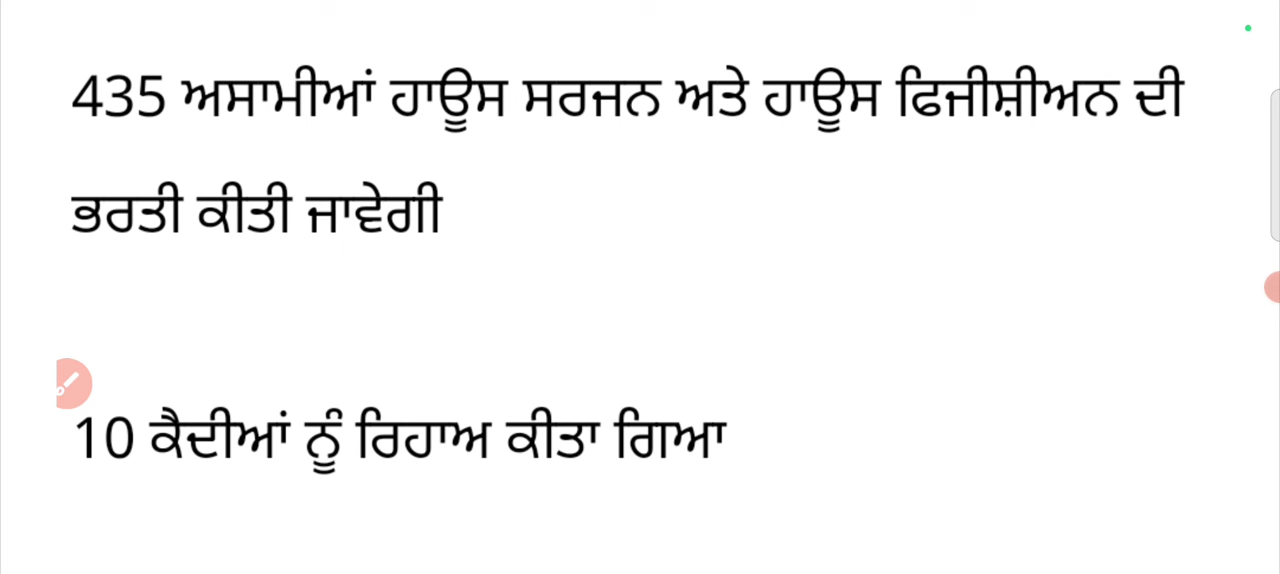 435 ਅਸਾਮੀਆਂ ਹਾਊਸ ਸਰਜਨ ਅਤੇ ਹਾਊਸ ਫਿਜੀਸ਼ੀਅਨ ਦੀ
ਭਰਤੀ ਕੀਤੀ ਜਾਵੇਗੀ
10 ਕੈਦੀਆਂ ਨੂੰ ਰਿਹਾਅ ਕੀਤਾ ਗਿਆ